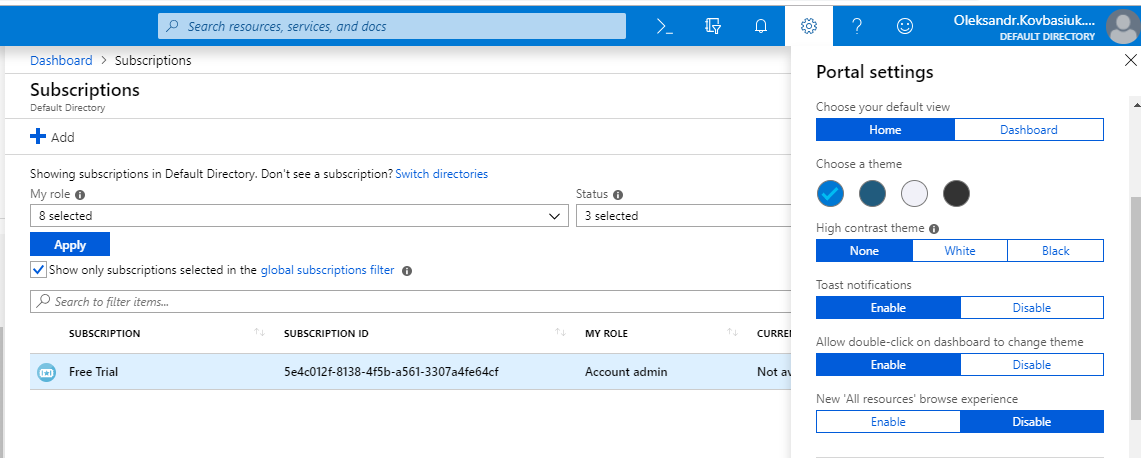 Search resources, services, and docs
Oleksandr.Kovbasiuk....
DEFAULT DIRECTORY
Dashboard > Subscriptions
Subscriptions
Default Directory
Add
Showing subscriptions in Default Directory. Don't see a subscription? Switch directories
My role
Status
8 selected
3 selected
Apply
Show only subscriptions selected in the global subscriptions filter
Search to filter items...
SUBSCRIPTION SUBSCRIPTION ID MY ROLE CURRE
Free Trial 5e4c012f-8138-4f5b-a561-3307a4fe64cf Account admin Not av
Portal settings
Choose your default view
Home Dashboard
Choose a theme
High contrast theme
None White Black
Toast notifications
Enable Disable
Allow double-click on dashboard to change theme
Enable Disable
New 'All resources' browse experience
Enable Disable